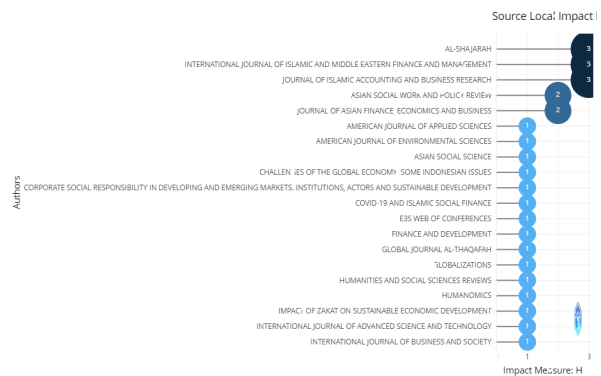 Source Local Impact
AL-SHAJARAH
3
INTERNATIONAL JOURNAL OF ISLAMIC AND MIDDLE EASTERN FINANCE AND MANAGEMENT
3
JOURNAL OF ISLAMIC ACCOUNTING AND BUSINESS RESEARCH
3
ASIAN SOCIAL WORK AND POLICY REVIEW
2
JOURNAL OF ASIAN FINANCE, ECONOMICS AND BUSINESS
2
AMERICAN JOURNAL OF APPLIED SCIENCES
1
AMERICAN JOURNAL OF ENVIRONMENTAL SCIENCES
1
ASIAN SOCIAL SCIENCE
1
CHALLENGES OF THE GLOBAL ECONOMY SOME INDONESIAN ISSUES
1
CORPORATE SOCIAL RESPONSIBILITY IN DEVELOPING AND EMERGING MARKETS. INSTITUTIONS, ACTORS AND SUSTAINABLE DEVELOPMENT
1
COVID-19 AND ISLAMIC SOCIAL FINANCE
1
E3S WEB OF CONFERENCES
1
FINANCE AND DEVELOPMENT
1
GLOBAL JOURNAL AL-THAQAFAH
1
GLOBALIZATIONS
1
HUMANITIES AND SOCIAL SCIENCES REVIEWS
1
HUMANOMICS
1
IMPACT OF ZAKAT ON SUSTAINABLE ECONOMIC DEVELOPMENT
1
INTERNATIONAL JOURNAL OF ADVANCED SCIENCE AND TECHNOLOGY
1
INTERNATIONAL JOURNAL OF BUSINESS AND SOCIETY
1
Authors
1
3
Impact Measure: H